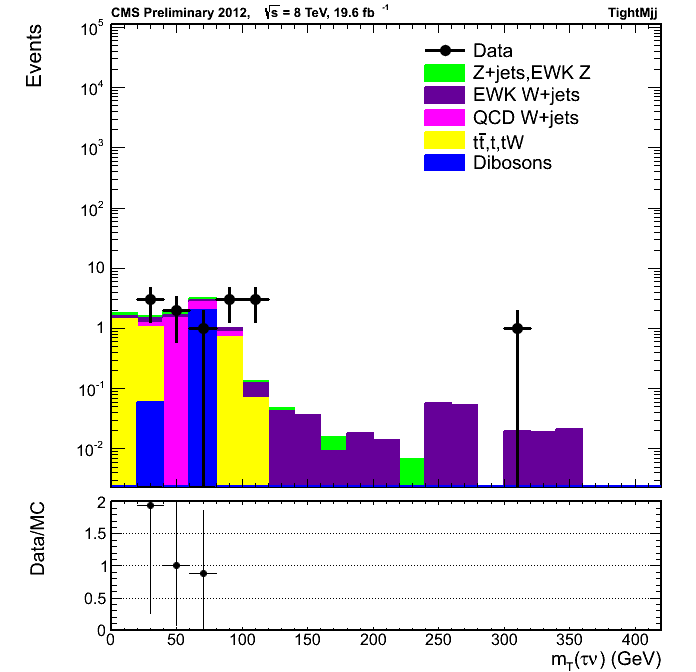 CMS Preliminary 2012, √s = 8 TeV, 19.6 fb⁻¹ TightMjj
Events
10⁵
10⁴
10³
10²
10
1
10⁻¹
10⁻²
Data
Z+jets,EWK Z
EWK W+jets
QCD W+jets
tt̄,t,tW
Dibosons
Data/MC
2
1.5
1
0.5
0
0 50 100 150 200 250 300 350 400
m_T(τν) (GeV)